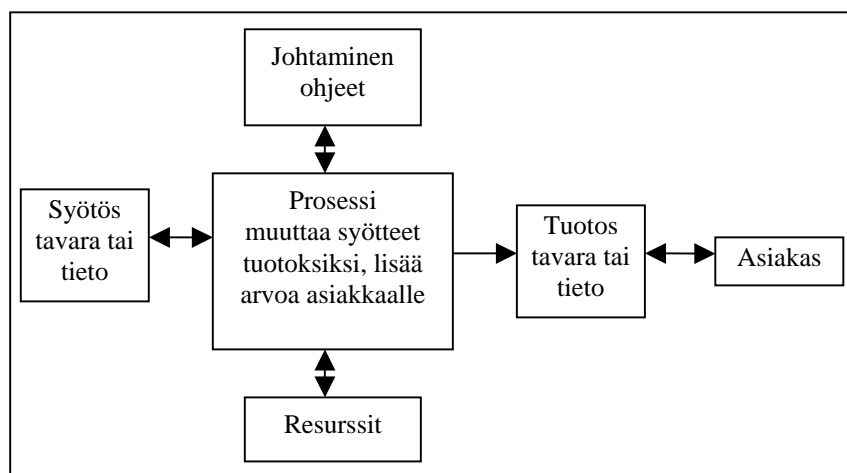 Johtaminen
ohjeet
Syötös
tavara tai
tieto
Prosessi
muuttaa syötteet
tuotoksiksi, lisää
arvoa asiakkaalle
Tuotos
tavara tai
tieto
Asiakas
Resurssit